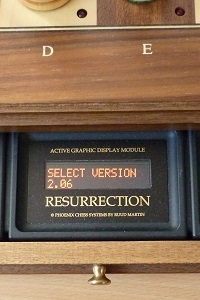 D E
ACTIVE GRAPHIC DISPLAY MODULE
SELECT VERSION
2.06
RESURRECTION
© PHOENIX CHESS SYSTEMS BY RUUD MARTIN